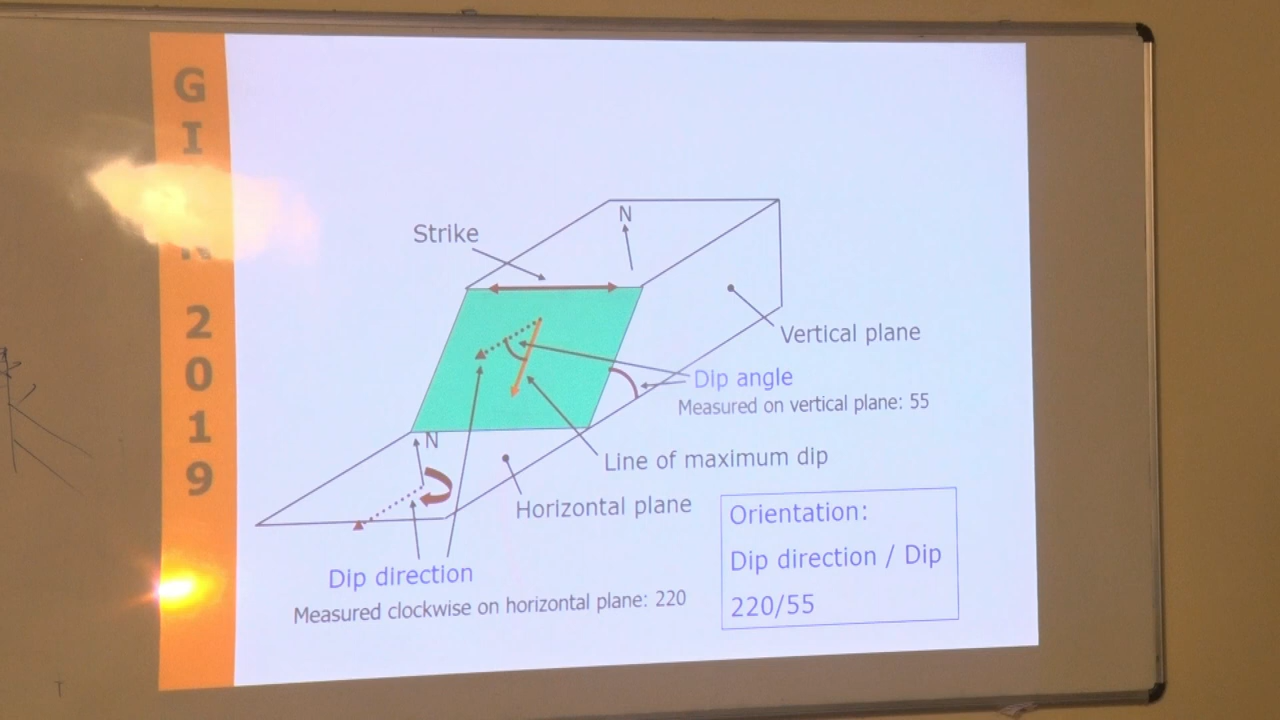 G
I
2
0
1
9
N
Strike
Vertical plane
Dip angle
Measured on vertical plane: 55
N
Line of maximum dip
Horizontal plane
Dip direction
Measured clockwise on horizontal plane: 220
Orientation:
Dip direction / Dip
220/55